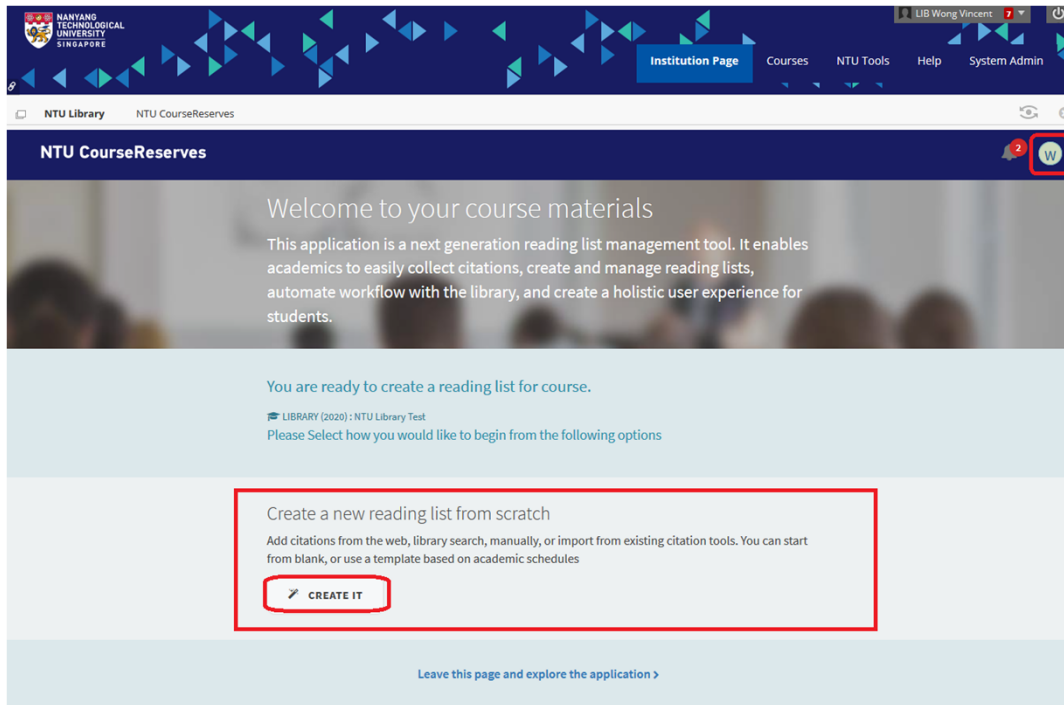 NANYANG
TECHNOLOGICAL
UNIVERSITY
SINGAPORE
LIB Wong Vincent 7
Institution Page Courses NTU Tools Help System Admin
NTU Library NTU CourseReserves
NTU CourseReserves
2 W
Welcome to your course materials
This application is a next generation reading list management tool. It enables
academics to easily collect citations, create and manage reading lists,
automate workflow with the library, and create a holistic user experience for
students.
You are ready to create a reading list for course.
LIBRARY (2020) : NTU Library Test
Please Select how you would like to begin from the following options
Create a new reading list from scratch
Add citations from the web, library search, manually, or import from existing citation tools. You can start
from blank, or use a template based on academic schedules
CREATE IT
Leave this page and explore the application >